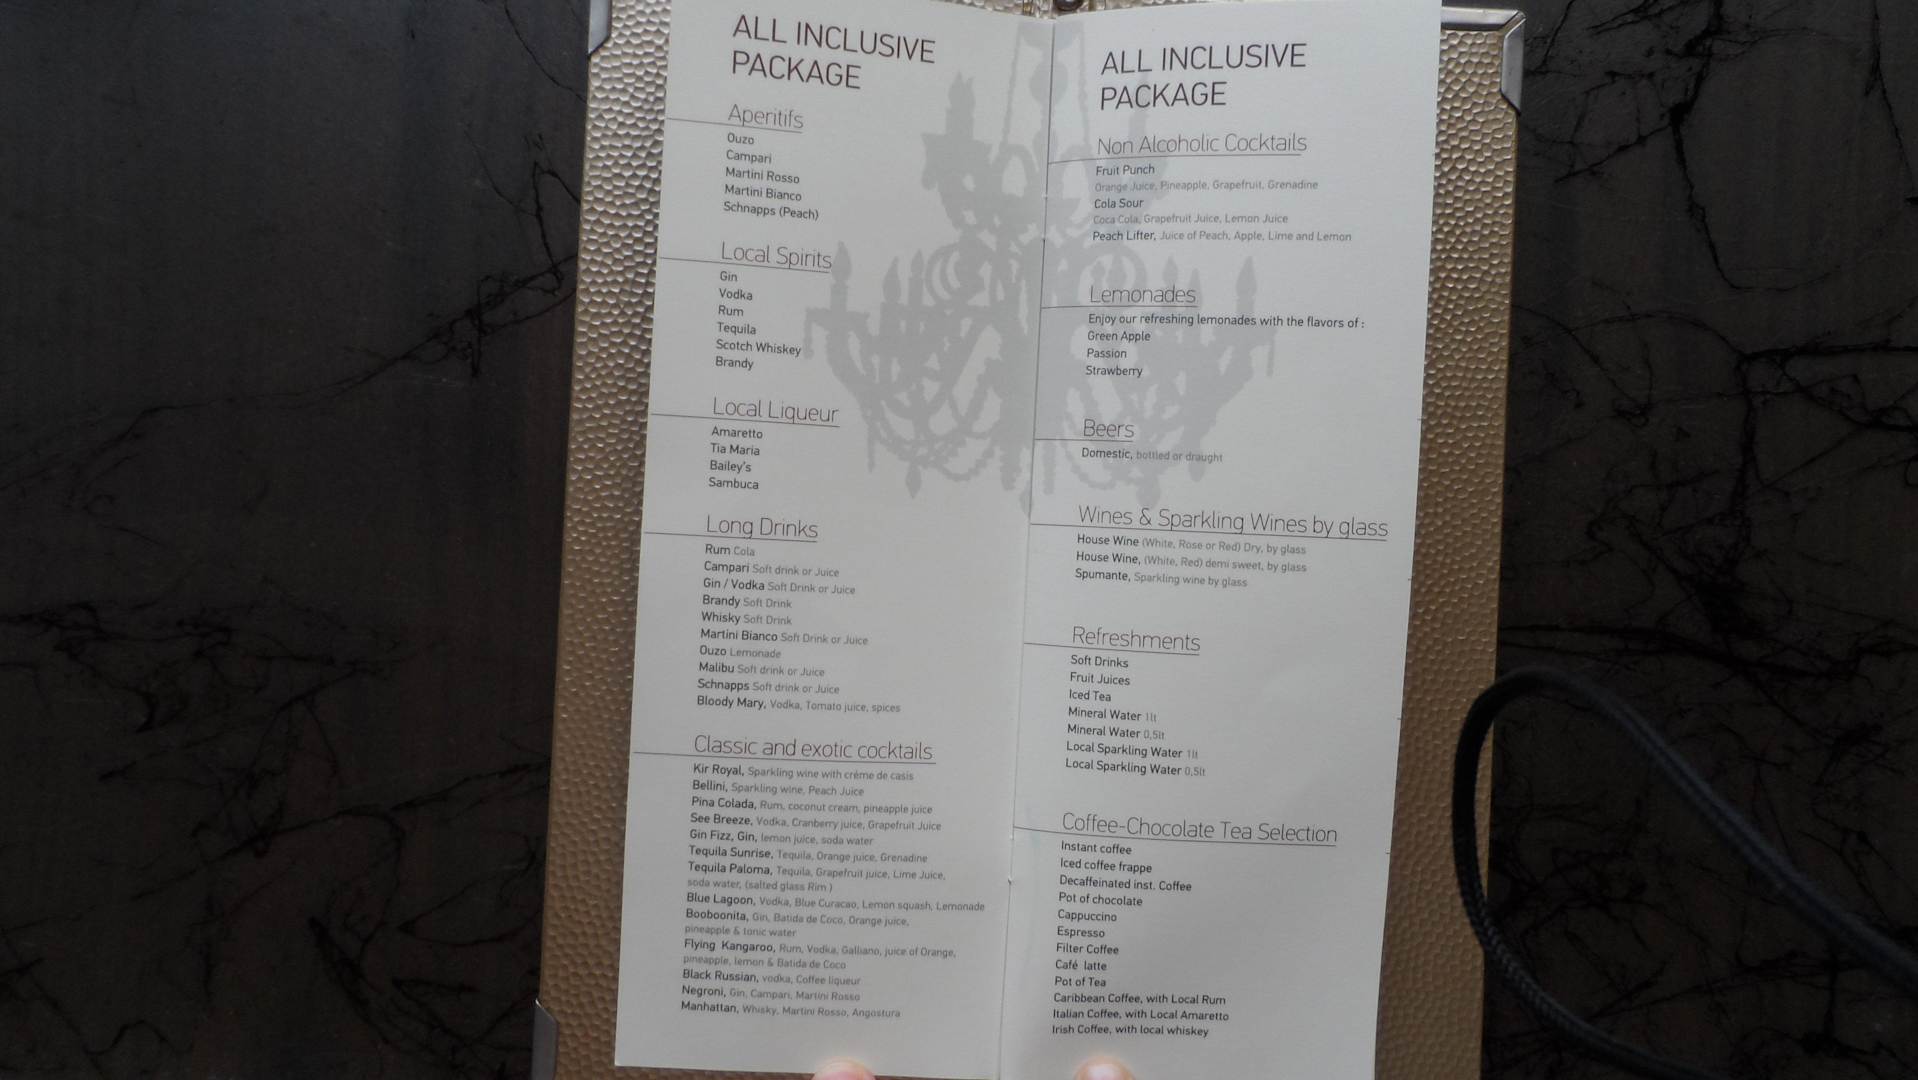 ALL INCLUSIVE
PACKAGE
Aperitifs
Ouzo
Campari
Martini Rosso
Martini Bianco
Schnapps (Peach)
Local Spirits
Gin
Vodka
Rum
Tequila
Scotch Whiskey
Brandy
Local Liqueur
Amaretto
Tia Maria
Bailey's
Sambuca
Long Drinks
Rum Cola
Campari Soft drink or Juice
Gin / Vodka Soft Drink or Juice
Brandy Soft Drink
Whisky Soft Drink
Martini Bianco Soft Drink or Juice
Ouzo Lemonade
Malibu Soft drink or Juice
Schnapps Soft drink or Juice
Bloody Mary, Vodka, Tomato juice, spices
Classic and exotic cocktails
Kir Royal, Sparkling wine with créme de casis
Bellini, Sparkling wine, Peach Juice
Pina Colada, Rum, coconut cream, pineapple juice
See Breeze, Vodka, Cranberry juice, Grapefruit Juice
Gin Fizz, Gin, lemon juice, soda water
Tequila Sunrise, Tequila, Orange juice, Grenadine
Tequila Paloma, Tequila, Grapefruit juice, Lime Juice,
soda water, (salted glass Rim )
Blue Lagoon, Vodka, Blue Curacao, Lemon squash, Lemonade
Booboonita, Gin, Batida de Coco, Orange juice,
pineapple & tonic water
Flying Kangaroo, Rum, Vodka, Galliano, juice of Orange,
pineapple, lemon & Batida de Coco
Black Russian, vodka, Coffee liqueur
Negroni, Gin, Campari, Martini Rosso
Manhattan, Whisky, Martini Rosso, Angostura
ALL INCLUSIVE
PACKAGE
Non Alcoholic Cocktails
Fruit Punch
Orange Juice, Pineapple, Grapefruit, Grenadine
Cola Sour
Coca Cola, Grapefruit Juice, Lemon Juice
Peach Lifter, Juice of Peach, Apple, Lime and Lemon
Lemonades
Enjoy our refreshing lemonades with the flavors of :
Green Apple
Passion
Strawberry
Beers
Domestic, bottled or draught
Wines & Sparkling Wines by glass
House Wine (White, Rose or Red) Dry, by glass
House Wine, (White, Red) demi sweet, by glass
Spumante, Sparkling wine by glass
Refreshments
Soft Drinks
Fruit Juices
Iced Tea
Mineral Water 1lt
Mineral Water 0,5lt
Local Sparkling Water 1lt
Local Sparkling Water 0,5lt
Coffee-Chocolate Tea Selection
Instant coffee
Iced coffee frappe
Decaffeinated inst. Coffee
Pot of chocolate
Cappuccino
Espresso
Filter Coffee
Café latte
Pot of Tea
Caribbean Coffee, with Local Rum
Italian Coffee, with Local Amaretto
Irish Coffee, with local whiskey